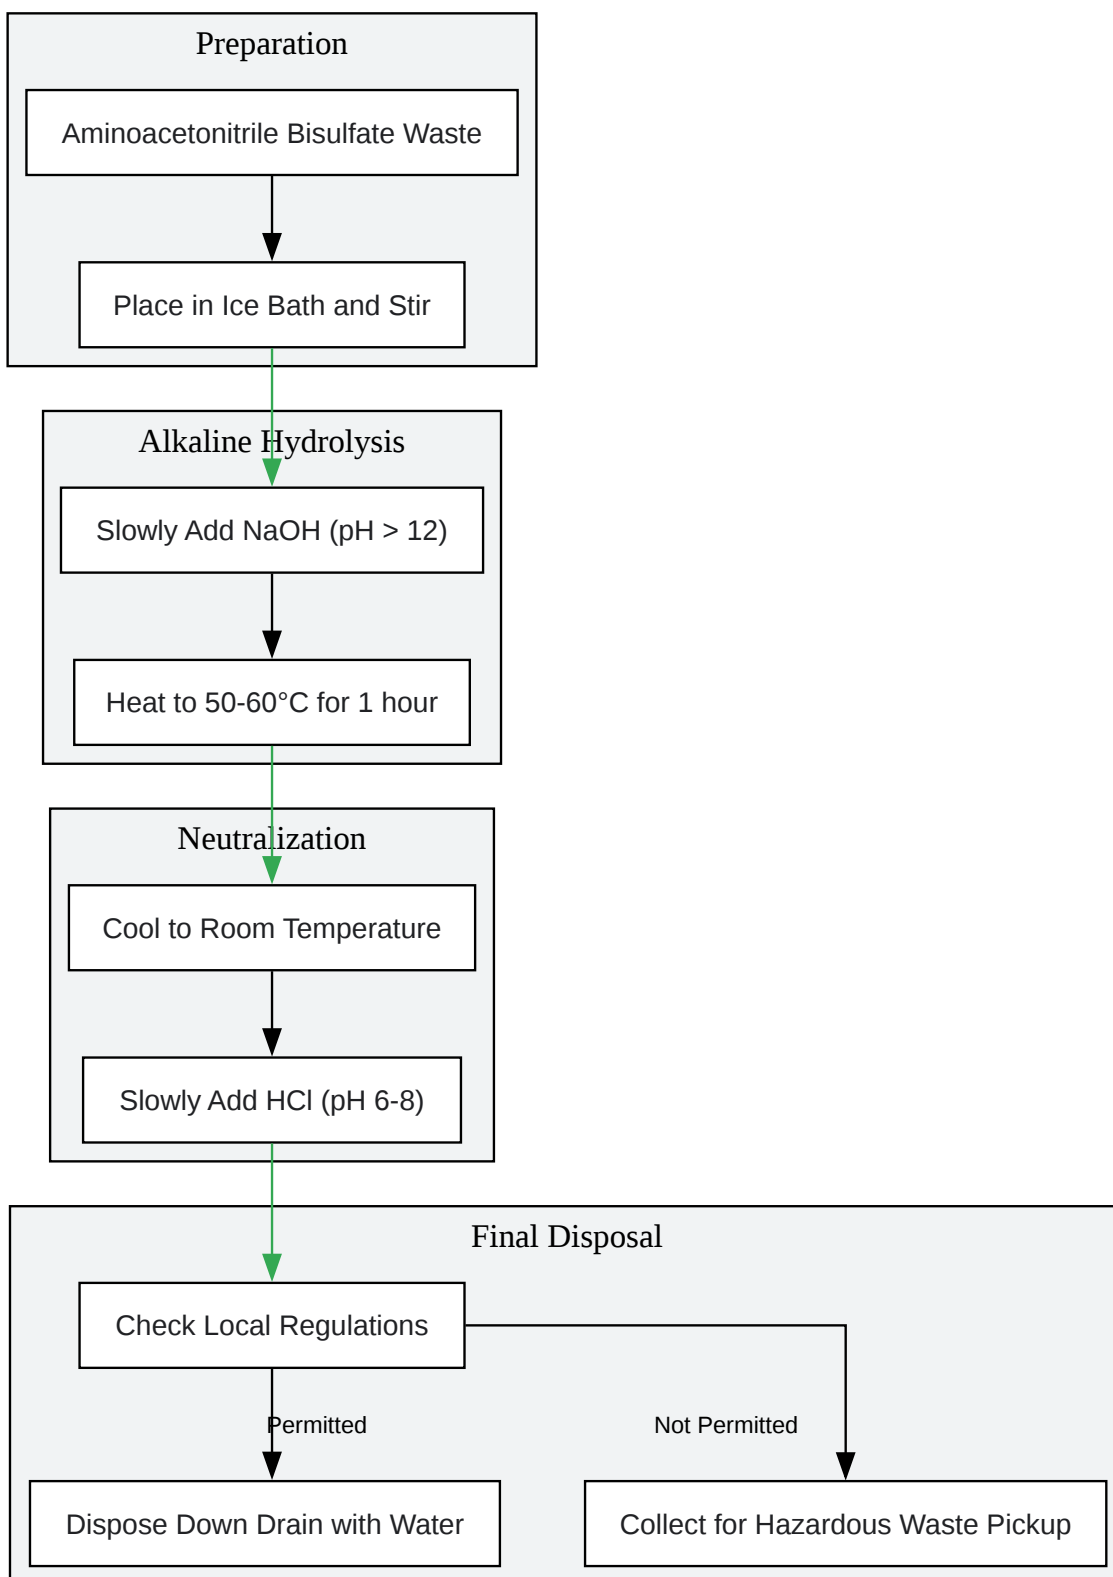 Preparation
Aminoacetonitrile Bisulfate Waste
Place in Ice Bath and Stir
Alkaline Hydrolysis
Slowly Add NaOH (pH > 12)
Heat to 50-60°C for 1 hour
Neutralization
Cool to Room Temperature
Slowly Add HCl (pH 6-8)
Final Disposal
Check Local Regulations
Permitted
Not Permitted
Dispose Down Drain with Water
Collect for Hazardous Waste Pickup